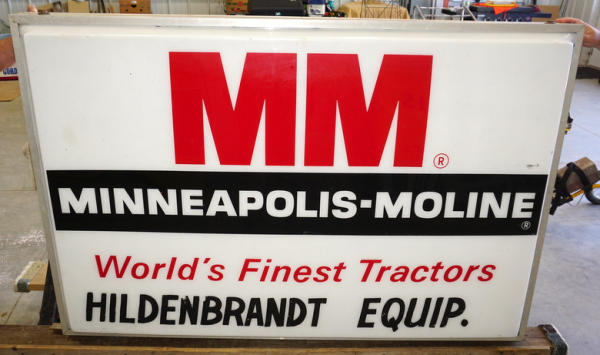 MM®
MINNEAPOLIS-MOLINE®
World's Finest Tractors
HILDENBRANDT EQUIP.